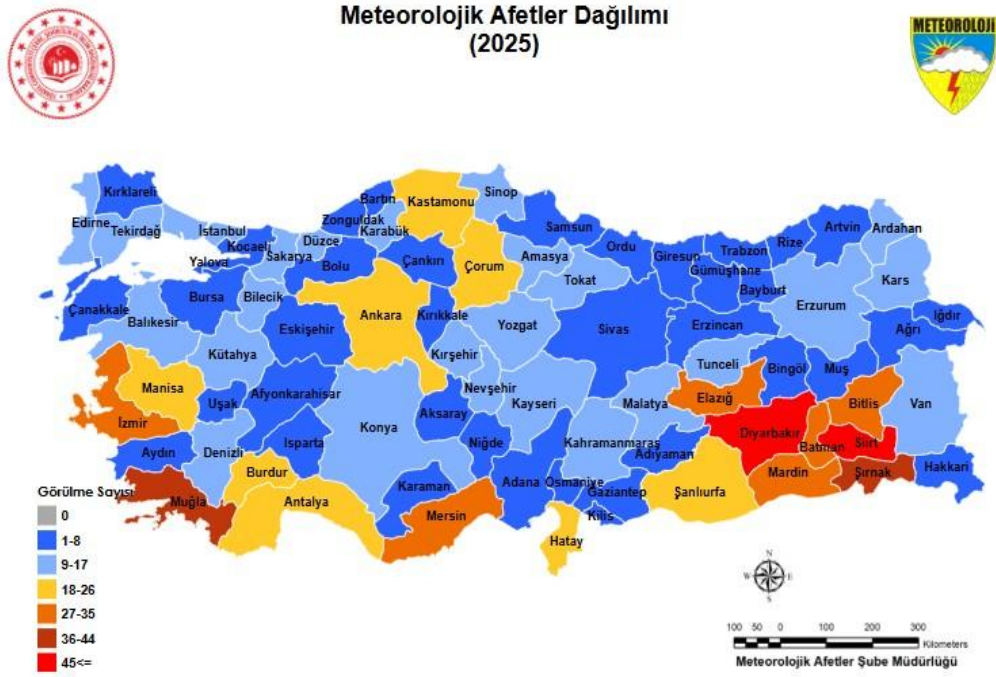 Meteorolojik Afetler Dağılımı
(2025)
METEOROLOJİ
Kırklareli
Edirne
Tekirdağ
İstanbul
Kocaeli
Yalova
Sakarya
Düzce
Zonguldak
Bartın
Karabük
Kastamonu
Sinop
Bolu
Çankırı
Çorum
Samsun
Amasya
Tokat
Ordu
Giresun
Gümüşhane
Trabzon
Bayburt
Rize
Artvin
Ardahan
Kars
Iğdır
Ağrı
Erzurum
Erzincan
Çanakkale
Balıkesir
Bursa
Bilecik
Eskişehir
Kütahya
Ankara
Kırıkkale
Kırşehir
Yozgat
Sivas
Tunceli
Bingöl
Muş
Bitlis
Van
Manisa
İzmir
Uşak
Afyonkarahisar
Konya
Aksaray
Nevşehir
Kayseri
Niğde
Malatya
Elazığ
Diyarbakır
Batman
Siirt
Şırnak
Hakkari
Aydın
Denizli
Isparta
Burdur
Muğla
Antalya
Karaman
Mersin
Adana
Osmaniye
Kahramanmaraş
Adıyaman
Gaziantep
Kilis
Hatay
Şanlıurfa
Mardin
Görülme Sayısı
0
1-8
9-17
18-26
27-35
36-44
45<=
N
W
E
S
100 50 0 100 200 300
Kilometers
Meteorolojik Afetler Şube Müdürlüğü